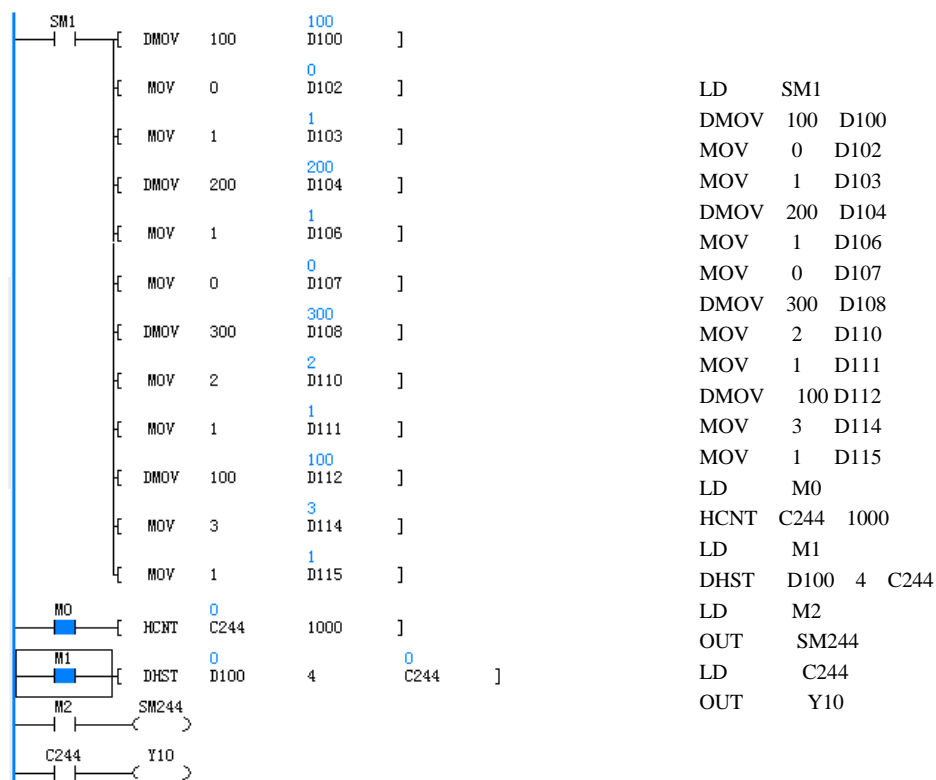 SM1
100
[ DMOV 100 D100 ]
0
[ MOV 0 D102 ]
1
[ MOV 1 D103 ]
200
[ DMOV 200 D104 ]
1
[ MOV 1 D106 ]
0
[ MOV 0 D107 ]
300
[ DMOV 300 D108 ]
2
[ MOV 2 D110 ]
1
[ MOV 1 D111 ]
100
[ DMOV 100 D112 ]
3
[ MOV 3 D114 ]
1
[ MOV 1 D115 ]
M0 0
[ HCNT C244 1000 ]
M1 0 0
[ DHST D100 4 C244 ]
M2 SM244
C244 Y10
LD SM1
DMOV 100 D100
MOV 0 D102
MOV 1 D103
DMOV 200 D104
MOV 1 D106
MOV 0 D107
DMOV 300 D108
MOV 2 D110
MOV 1 D111
DMOV 100 D112
MOV 3 D114
MOV 1 D115
LD M0
HCNT C244 1000
LD M1
DHST D100 4 C244
LD M2
OUT SM244
LD C244
OUT Y10